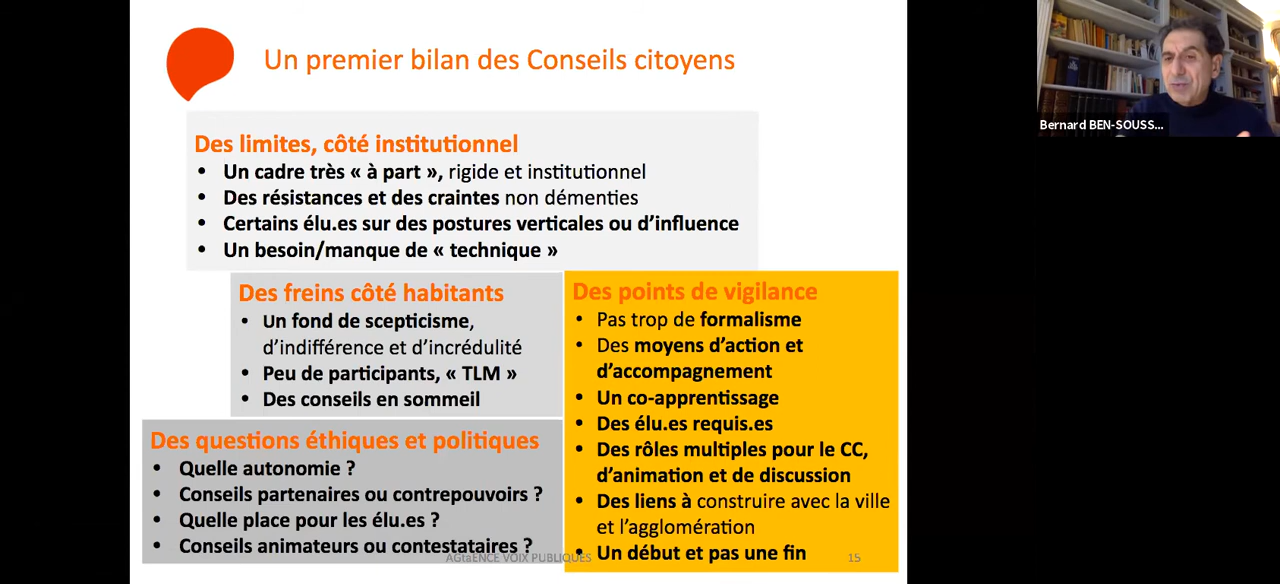 Un premier bilan des Conseils citoyens
Bernard BEN-SOUSS...
Des limites, côté institutionnel
• Un cadre très « à part », rigide et institutionnel
• Des résistances et des craintes non démenties
• Certains élu.es sur des postures verticales ou d’influence
• Un besoin/manque de « technique »
Des freins côté habitants
• Un fond de scepticisme,
d’indifférence et d’incrédulité
• Peu de participants, « TLM »
• Des conseils en sommeil
Des questions éthiques et politiques
• Quelle autonomie ?
• Conseils partenaires ou contrepouvoirs ?
• Quelle place pour les élu.es ?
• Conseils animateurs ou contestataires ?
Des points de vigilance
• Pas trop de formalisme
• Des moyens d’action et
d’accompagnement
• Un co-apprentissage
• Des élu.es requis.es
• Des rôles multiples pour le CC,
d’animation et de discussion
• Des liens à construire avec la ville
et l’agglomération
• Un début et pas une fin
AGtaENCE VOIX PUBLIQUES
15